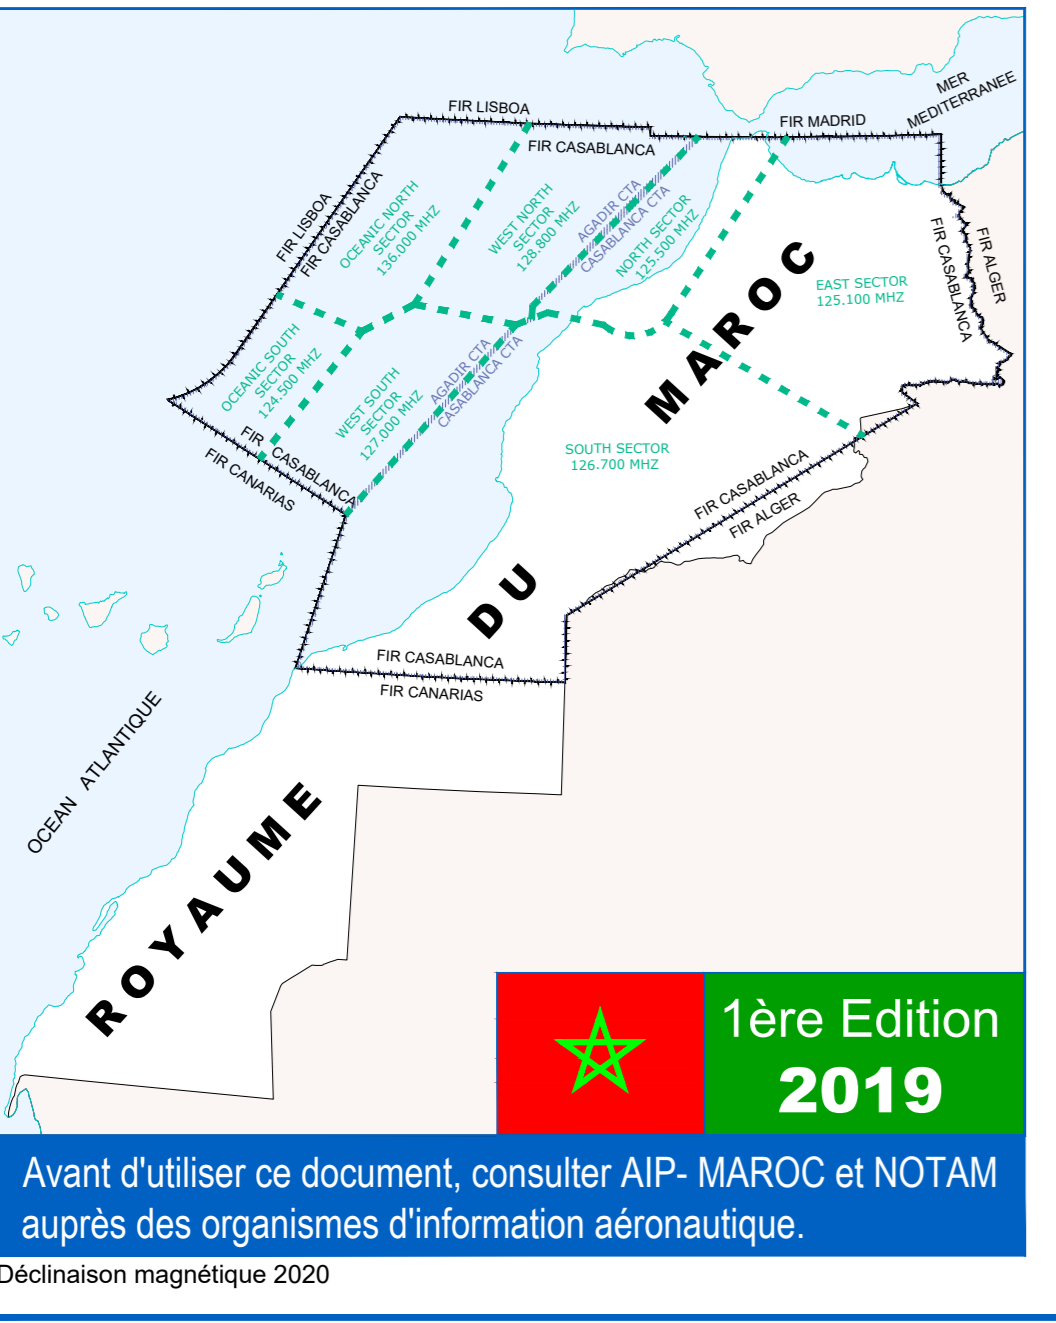 FIR LISBOA
FIR CASABLANCA
FIR MADRID
MER
MEDITERRANEE
FIR LISBOA
FIR CASABLANCA
OCEANIC NORTH
SECTOR
136.000 MHZ
WEST NORTH
SECTOR
128.800 MHZ
AGADIR CTA
CASABLANCA CTA
NORTH SECTOR
125.500 MHZ
EAST SECTOR
125.100 MHZ
FIR CASABLANCA
FIR ALGER
OCEANIC SOUTH
SECTOR
124.500 MHZ
WEST SOUTH
SECTOR
127.000 MHZ
AGADIR CTA
CASABLANCA CTA
SOUTH SECTOR
126.700 MHZ
FIR CASABLANCA
FIR CANARIAS
FIR CASABLANCA
FIR ALGER
FIR CASABLANCA
FIR CANARIAS
OCEAN ATLANTIQUE
ROYAUME
DU
MAROC
1ère Edition
2019
Avant d'utiliser ce document, consulter AIP- MAROC et NOTAM
auprès des organismes d'information aéronautique.
Déclinaison magnétique 2020